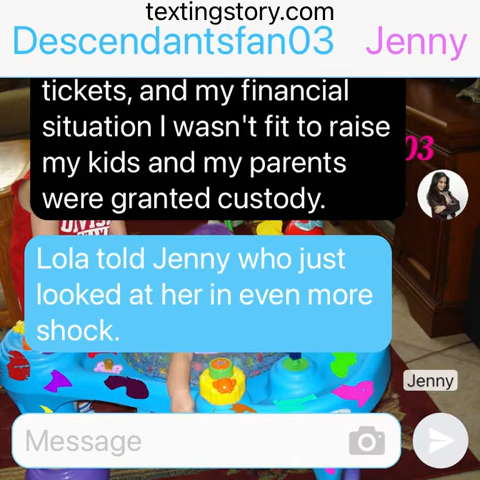 textingstory.com
Descendantsfan03 Jenny
tickets, and my financial
situation I wasn't fit to raise
my kids and my parents
were granted custody.
03
Lola told Jenny who just
looked at her in even more
shock.
Jenny
Message